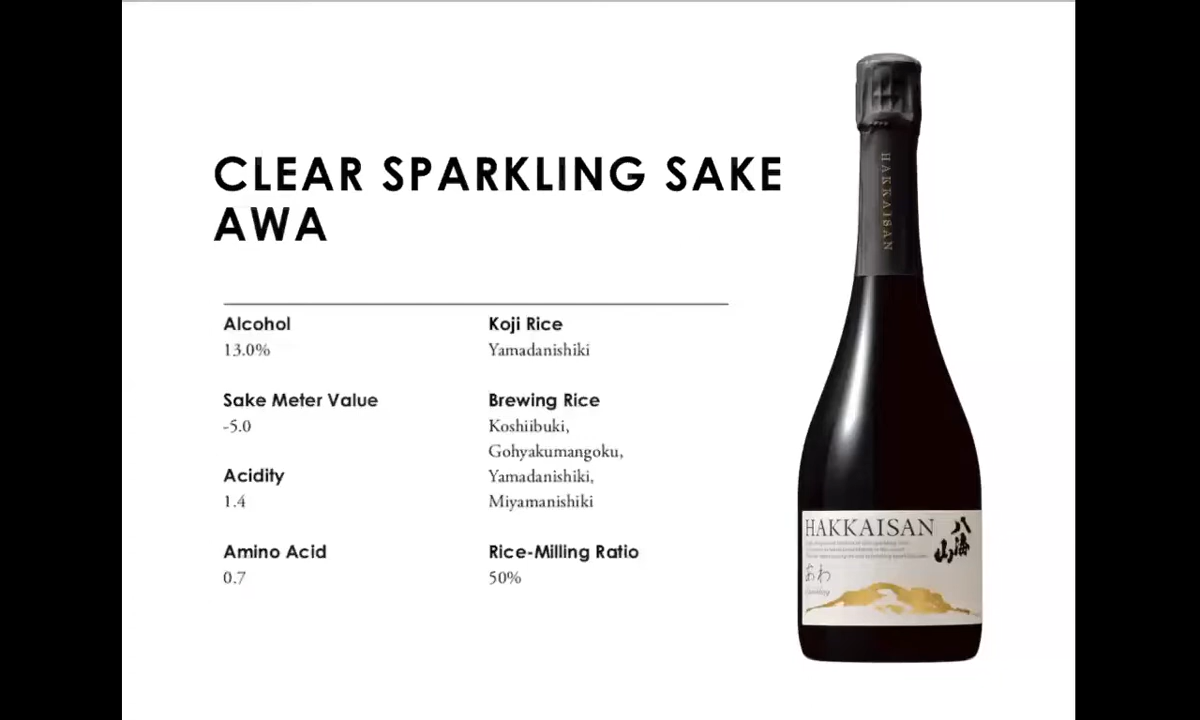 CLEAR SPARKLING SAKE
AWA
Alcohol
13.0%
Sake Meter Value
-5.0
Acidity
1.4
Amino Acid
0.7
Koji Rice
Yamadanishiki
Brewing Rice
Koshiibuki,
Gohyakumangoku,
Yamadanishiki,
Miyamanishiki
Rice-Milling Ratio
50%
HAKKAISAN
HAKKAISAN
八海山
あわ